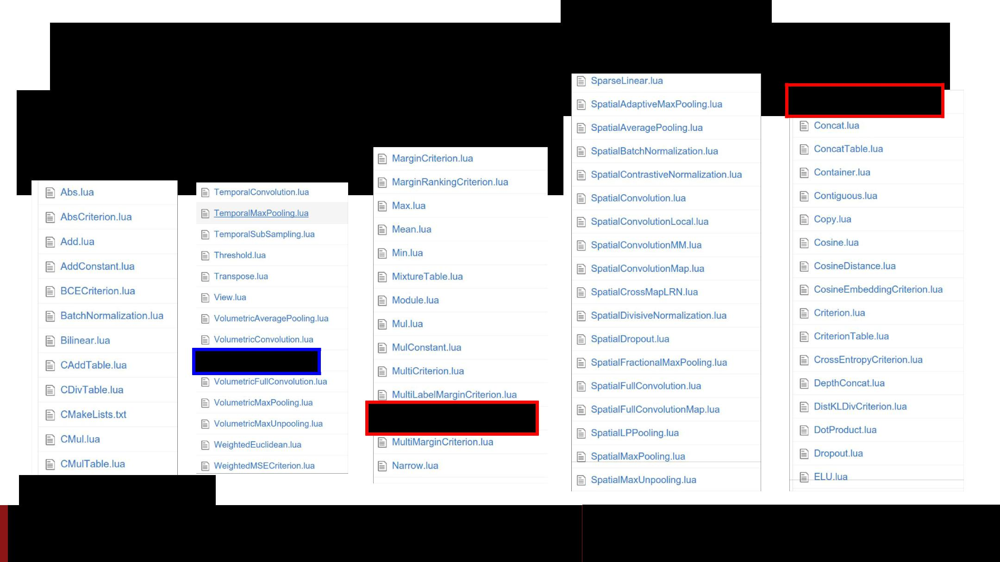 Abs.lua
AbsCriterion.lua
Add.lua
AddConstant.lua
BCECriterion.lua
BatchNormalization.lua
Bilinear.lua
CAddTable.lua
CDivTable.lua
CMakeLists.txt
CMul.lua
CMulTable.lua
TemporalConvolution.lua
TemporalMaxPooling.lua
TemporalSubSampling.lua
Threshold.lua
Transpose.lua
View.lua
VolumetricAveragePooling.lua
VolumetricConvolution.lua
VolumetricFullConvolution.lua
VolumetricMaxPooling.lua
VolumetricMaxUnpooling.lua
WeightedEuclidean.lua
WeightedMSECriterion.lua
MarginCriterion.lua
MarginRankingCriterion.lua
Max.lua
Mean.lua
Min.lua
MixtureTable.lua
Module.lua
Mul.lua
MulConstant.lua
MultiCriterion.lua
MultiLabelMarginCriterion.lua
MultiMarginCriterion.lua
Narrow.lua
SparseLinear.lua
SpatialAdaptiveMaxPooling.lua
SpatialAveragePooling.lua
SpatialBatchNormalization.lua
SpatialContrastiveNormalization.lua
SpatialConvolution.lua
SpatialConvolutionLocal.lua
SpatialConvolutionMM.lua
SpatialConvolutionMap.lua
SpatialCrossMapLRN.lua
SpatialDivisiveNormalization.lua
SpatialDropout.lua
SpatialFractionalMaxPooling.lua
SpatialFullConvolution.lua
SpatialFullConvolutionMap.lua
SpatialLPPooling.lua
SpatialMaxPooling.lua
SpatialMaxUnpooling.lua
Concat.lua
ConcatTable.lua
Container.lua
Contiguous.lua
Copy.lua
Cosine.lua
CosineDistance.lua
CosineEmbeddingCriterion.lua
Criterion.lua
CriterionTable.lua
CrossEntropyCriterion.lua
DepthConcat.lua
DistKLDivCriterion.lua
DotProduct.lua
Dropout.lua
ELU.lua